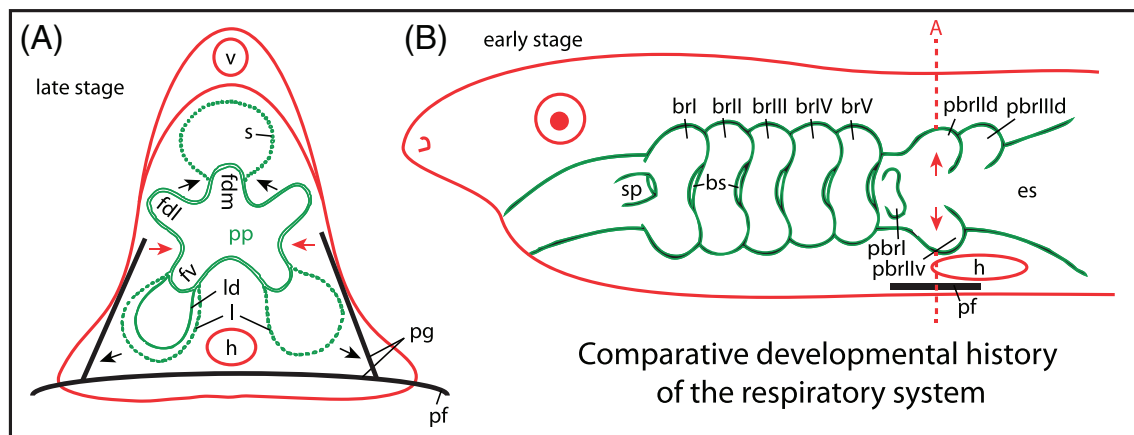 (A)
late stage
v
s
fdm
fdl
pp
fv
ld
l
h
pg
pf
(B)
early stage
A
brI
brII
brIII
brIV
brV
pbrIId
pbrIIId
sp
bs
es
pbrI
pbrIIv
h
pf
Comparative developmental history
of the respiratory system